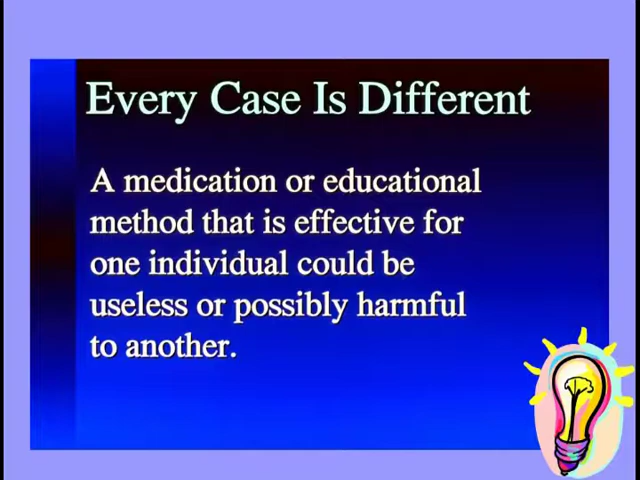 Every Case Is Different
A medication or educational
method that is effective for
one individual could be
useless or possibly harmful
to another.